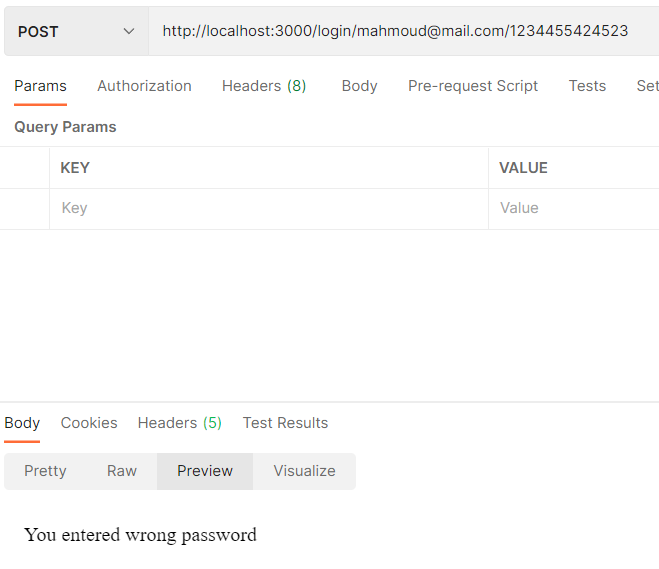 POST http://localhost:3000/login/mahmoud@mail.com/1234455424523
Params Authorization Headers (8) Body Pre-request Script Tests Set
Query Params
KEY VALUE
Key Value
Body Cookies Headers (5) Test Results
Pretty Raw Preview Visualize
You entered wrong password